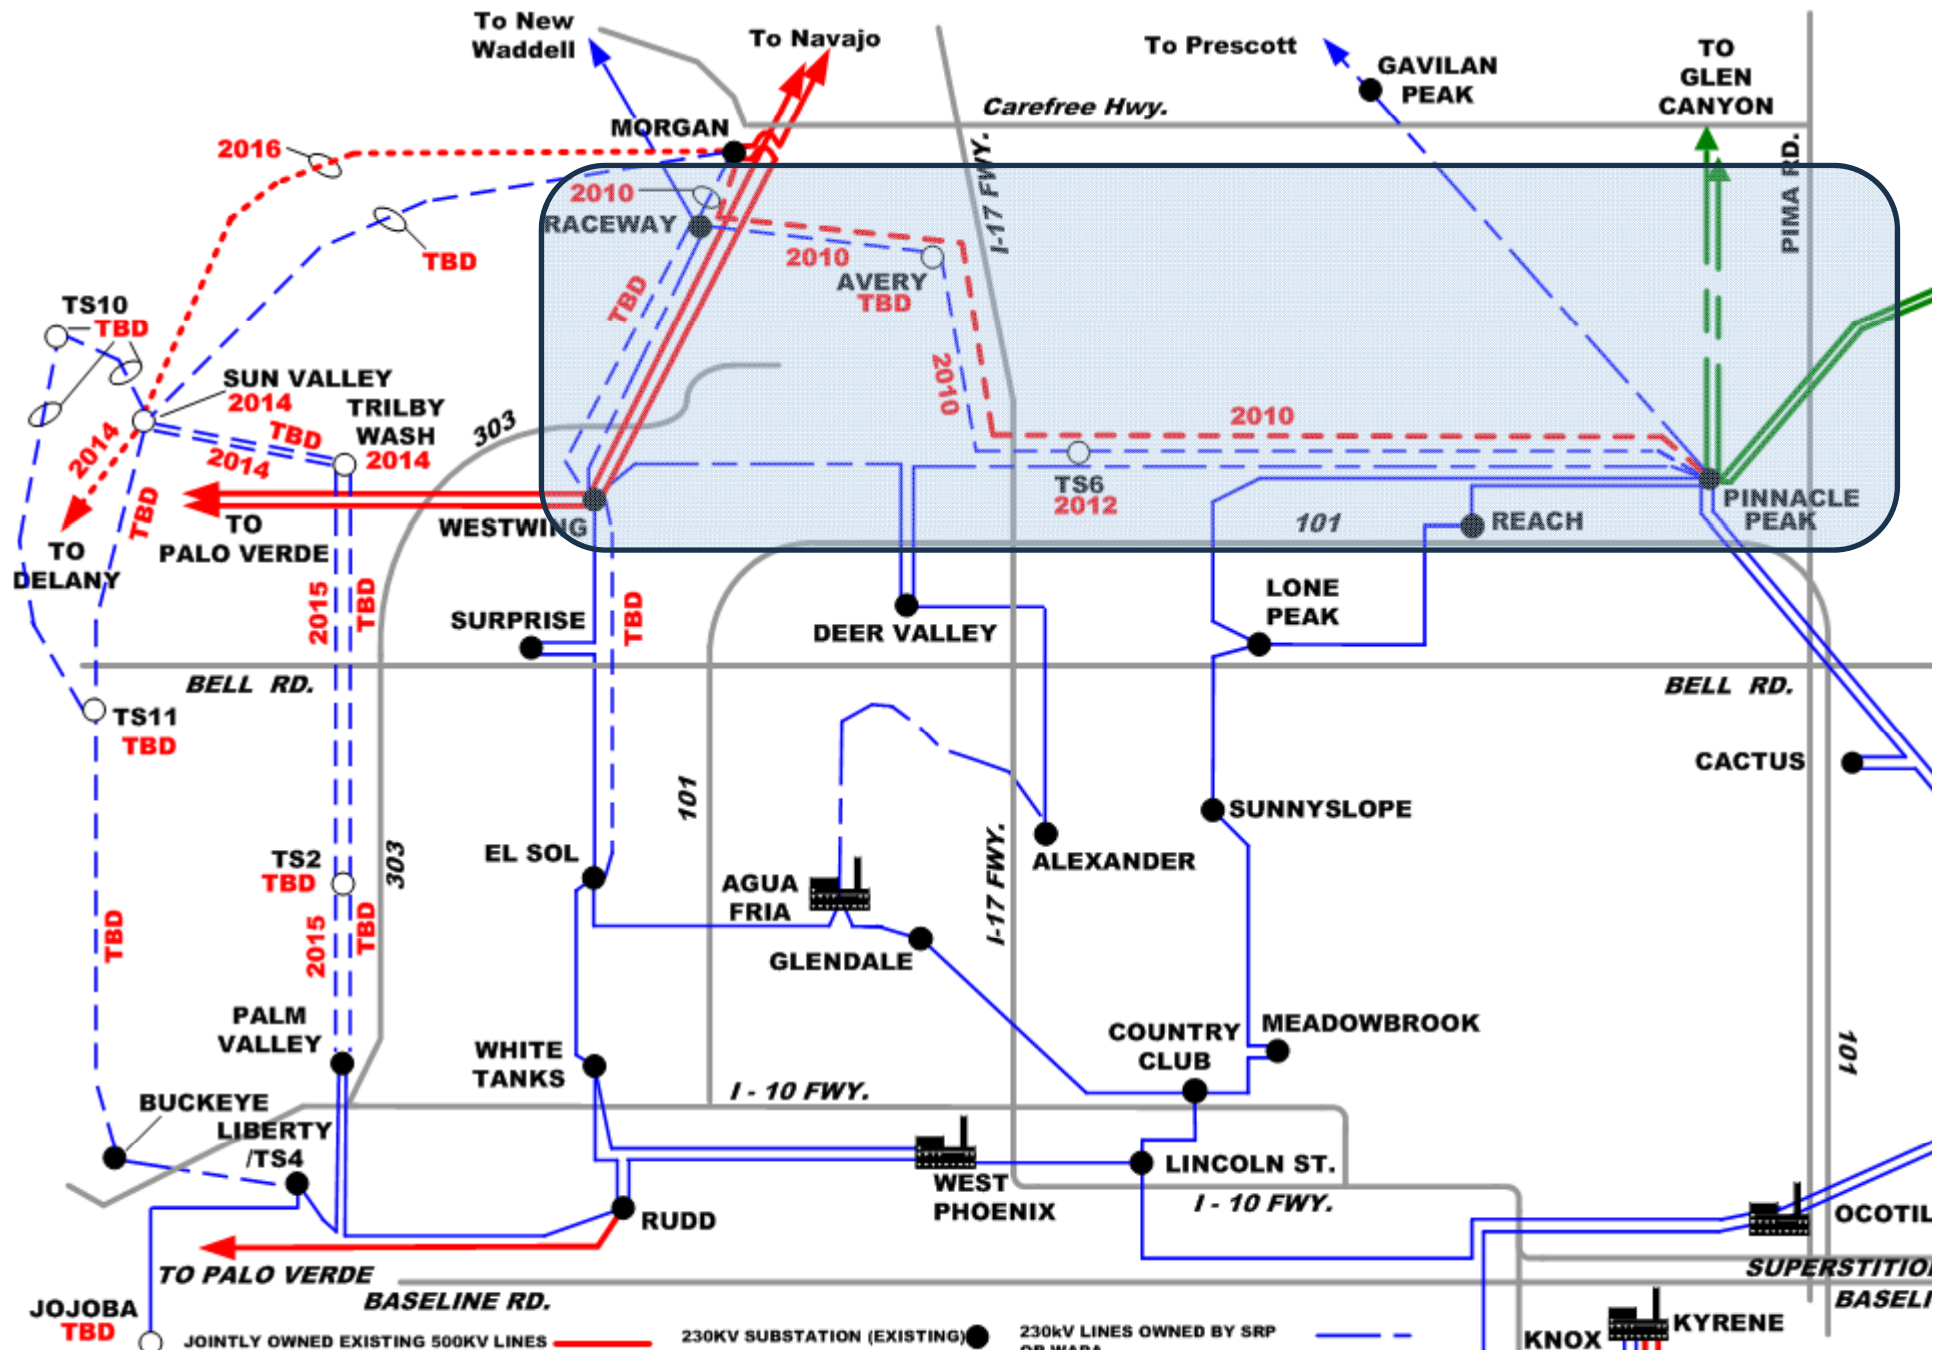 To New
Waddell
To Navajo
To Prescott
GAVILAN
PEAK
TO
GLEN
CANYON
Carefree Hwy.
MORGAN
2016
I-17 FWY.
PIMA RD.
2010
RACEWAY
2010
AVERY
TBD
TBD
TBD
TS10
TBD
SUN VALLEY
2014
TRILBY
WASH
2014
TBD
2014
2014
TBD
303
2010
2010
TS6
2012
PINNACLE
PEAK
REACH
101
WESTWING
TO
PALO VERDE
TO
DELANY
2015
TBD
SURPRISE
TBD
DEER VALLEY
LONE
PEAK
BELL RD.
BELL RD.
TS11
TBD
CACTUS
101
303
SUNNYSLOPE
ALEXANDER
EL SOL
TS2
TBD
AGUA
FRIA
I-17 FWY.
GLENDALE
TBD
2015
TBD
PALM
VALLEY
WHITE
TANKS
COUNTRY
CLUB
MEADOWBROOK
101
I - 10 FWY.
BUCKEYE
LIBERTY
/TS4
LINCOLN ST.
WEST
PHOENIX
I - 10 FWY.
RUDD
OCOTIL
TO PALO VERDE
SUPERSTITIO
BASELINE RD.
BASELI
JOJOBA
TBD
JOINTLY OWNED EXISTING 500KV LINES
230KV SUBSTATION (EXISTING)
230kV LINES OWNED BY SRP
OR WAPA
KNOX
KYRENE